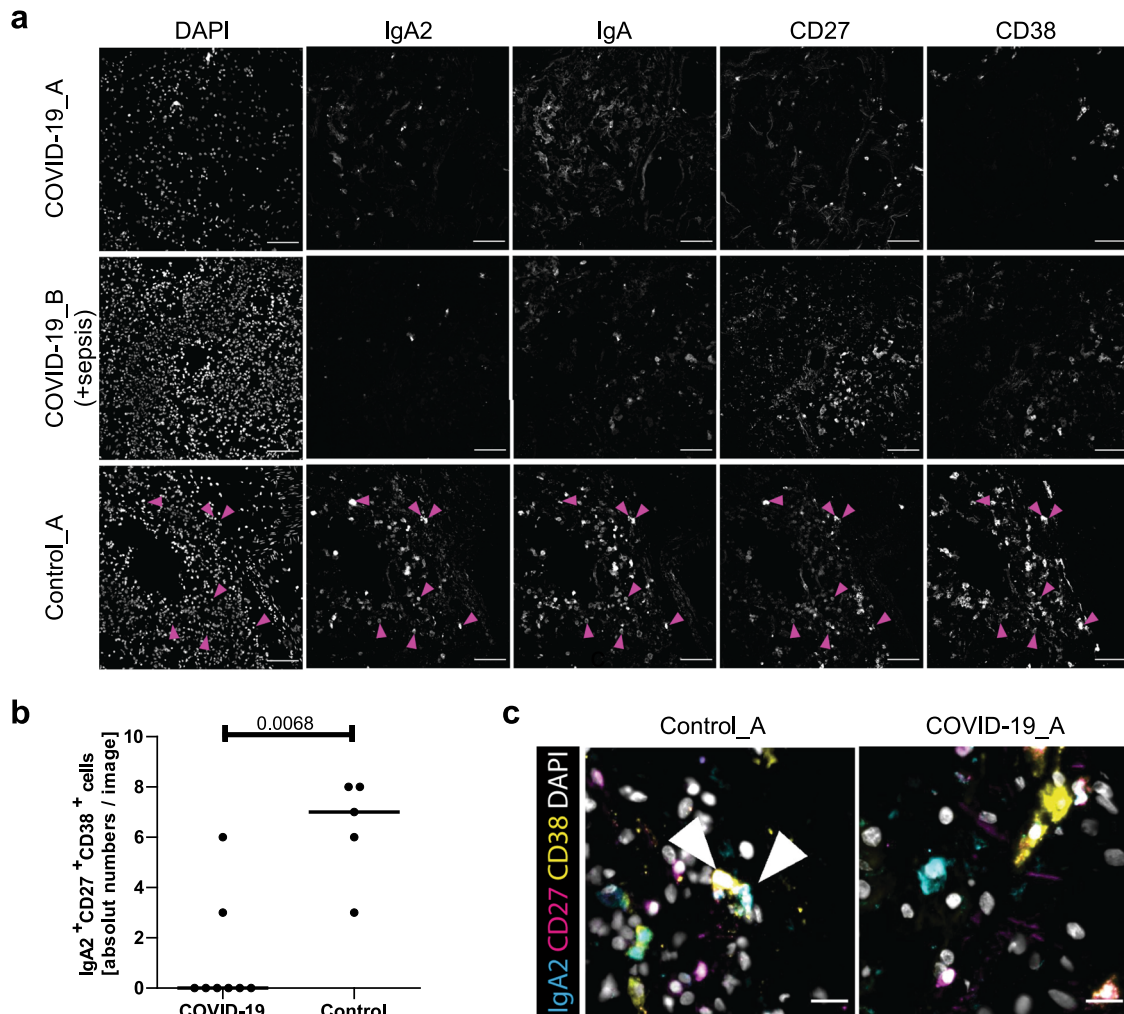 a
DAPI IgA2 IgA CD27 CD38
COVID-19_A
COVID-19_B
(+sepsis)
Control_A
b
0.0068
IgA2⁺CD27⁺CD38⁺ cells
[absolut numbers / image]
10
8
6
4
2
0
COVID-19 Control
c
Control_A COVID-19_A
IgA2 CD27 CD38 DAPI